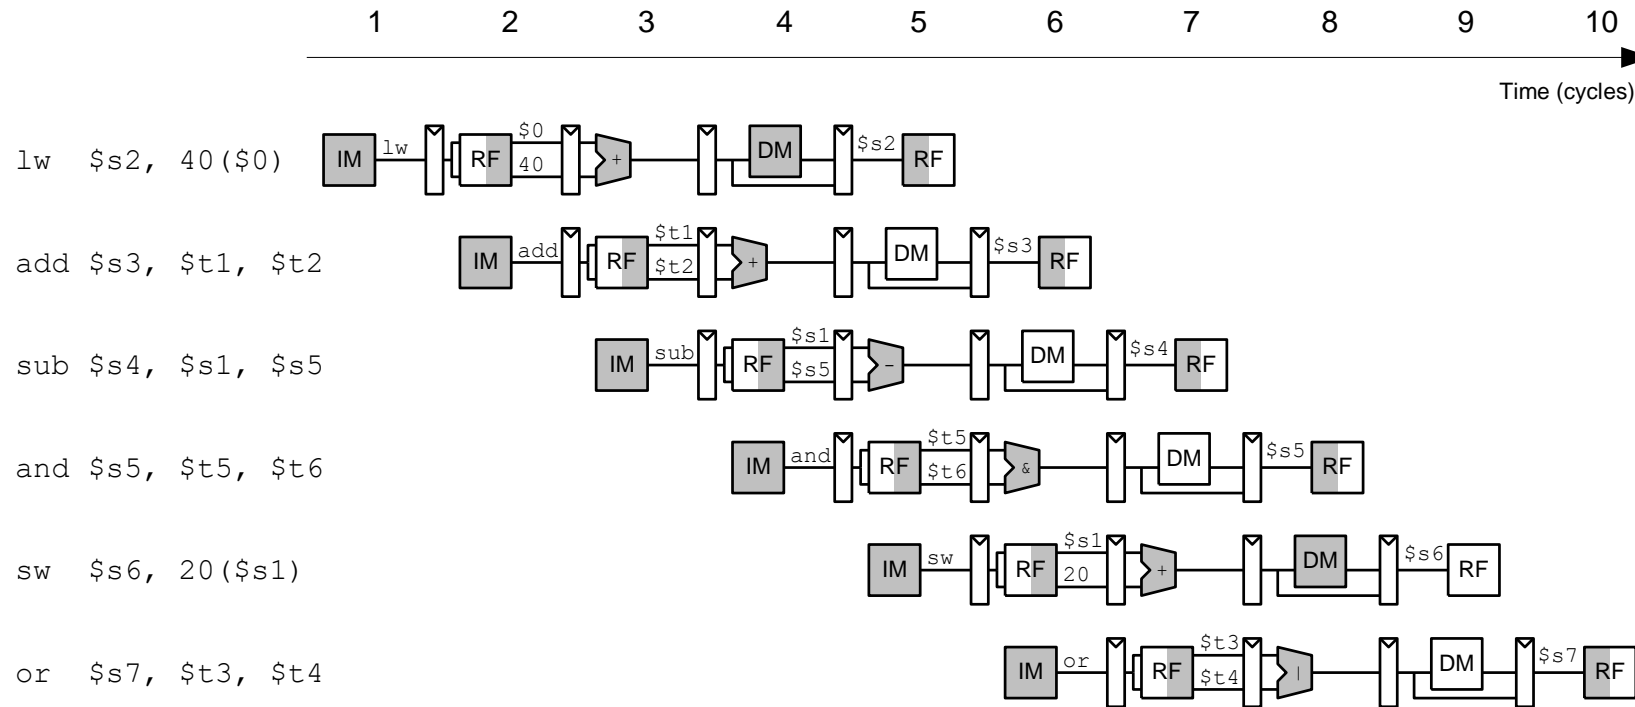 1 2 3 4 5 6 7 8 9 10
Time (cycles)
lw $s2, 40($0) IM lw RF $0 40 + DM $s2 RF
add $s3, $t1, $t2 IM add RF $t1 $t2 + DM $s3 RF
sub $s4, $s1, $s5 IM sub RF $s1 $s5 - DM $s4 RF
and $s5, $t5, $t6 IM and RF $t5 $t6 & DM $s5 RF
sw $s6, 20($s1) IM sw RF $s1 20 + DM $s6 RF
or $s7, $t3, $t4 IM or RF $t3 $t4 | DM $s7 RF